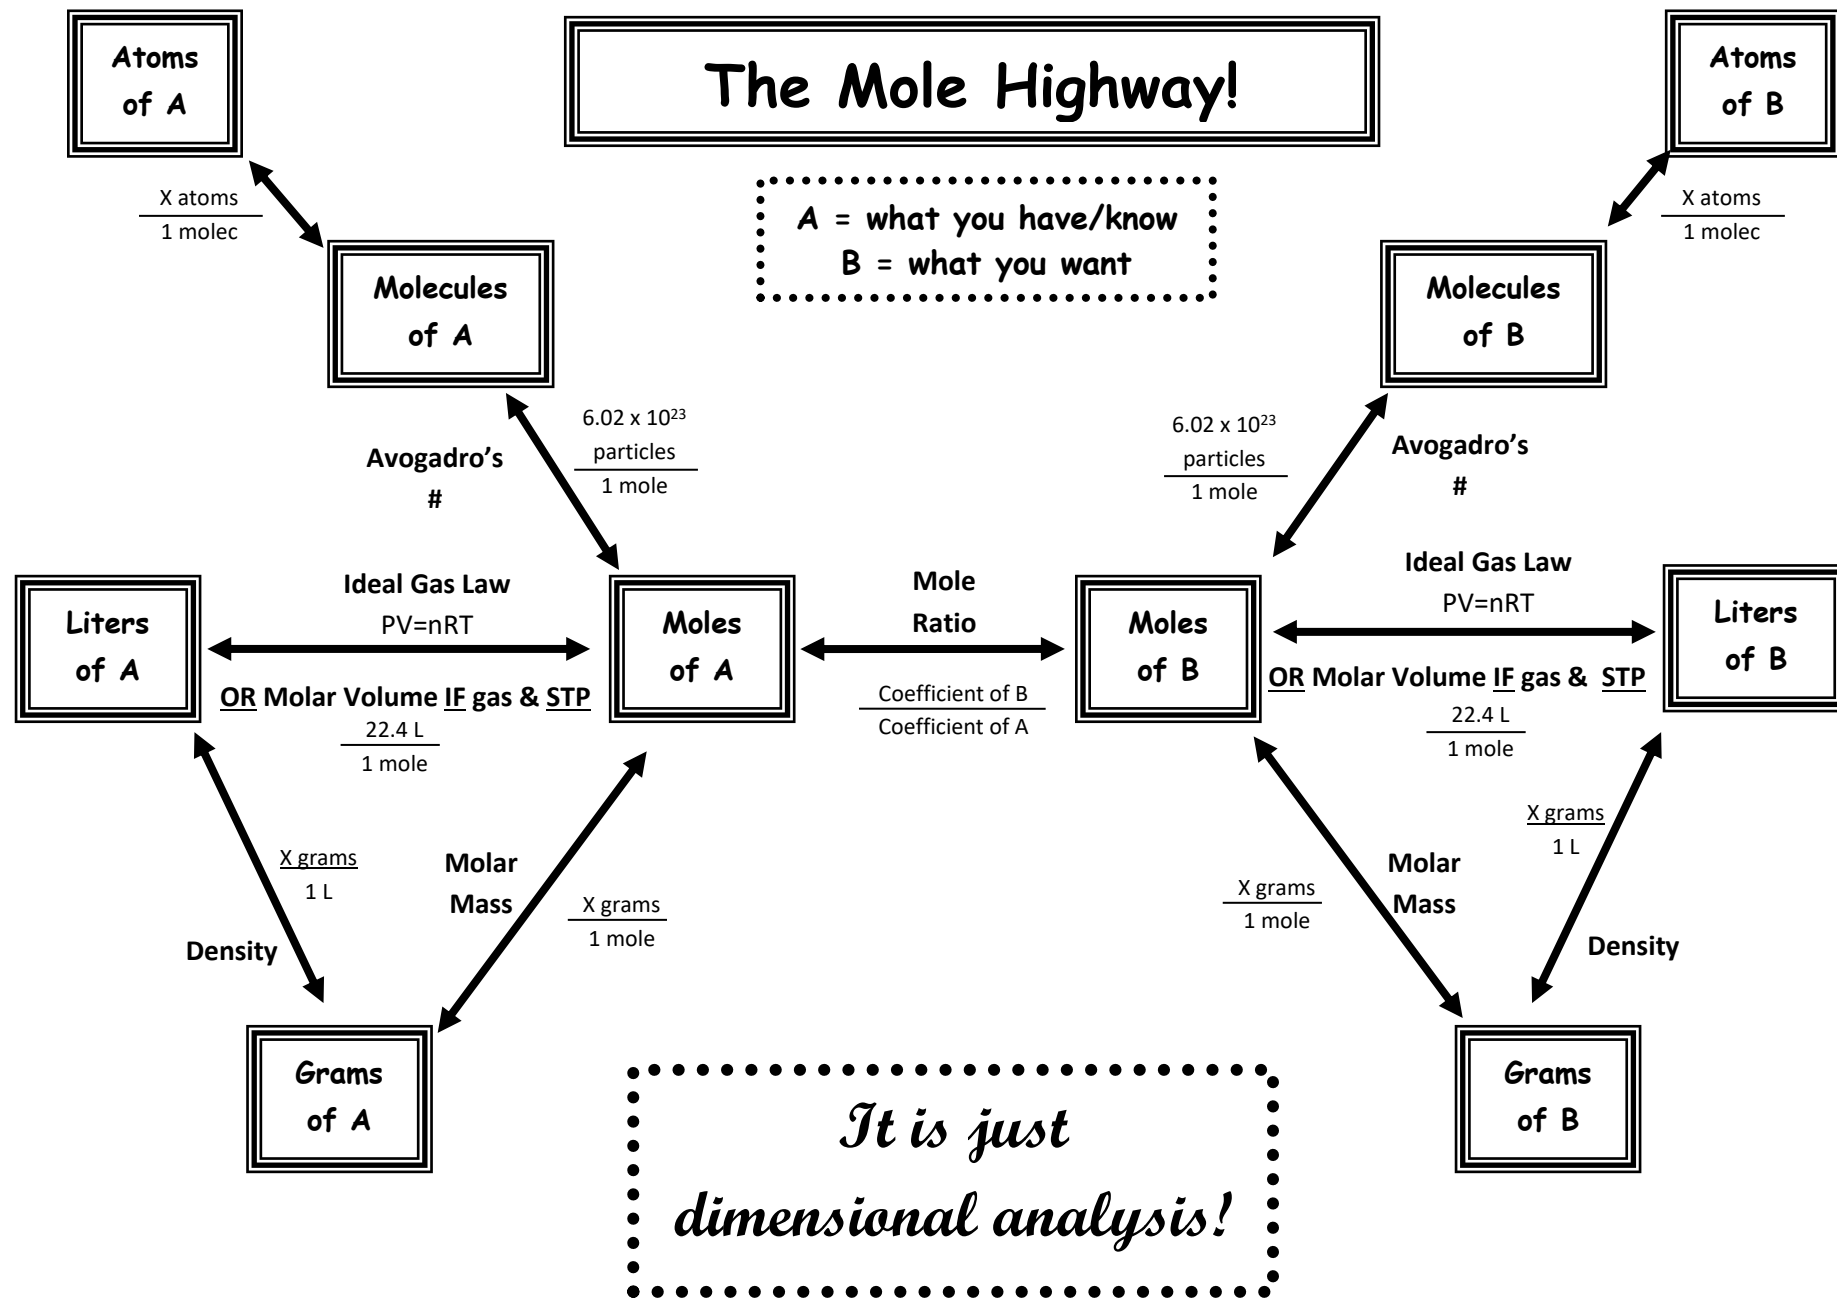 Atoms
of A
The Mole Highway!
Atoms
of B
A = what you have/know
B = what you want
X atoms
1 molec
X atoms
1 molec
Molecules
of A
Molecules
of B
Avogadro’s
#
6.02 x 10²³
particles
1 mole
6.02 x 10²³
particles
1 mole
Avogadro’s
#
Liters
of A
Ideal Gas Law
PV=nRT
OR Molar Volume IF gas & STP
22.4 L
1 mole
Moles
of A
Mole
Ratio
Coefficient of B
Coefficient of A
Moles
of B
Ideal Gas Law
PV=nRT
OR Molar Volume IF gas & STP
22.4 L
1 mole
Liters
of B
X grams
1 L
Density
Molar
Mass
X grams
1 mole
X grams
1 mole
Molar
Mass
X grams
1 L
Density
Grams
of A
Grams
of B
It is just
dimensional analysis!